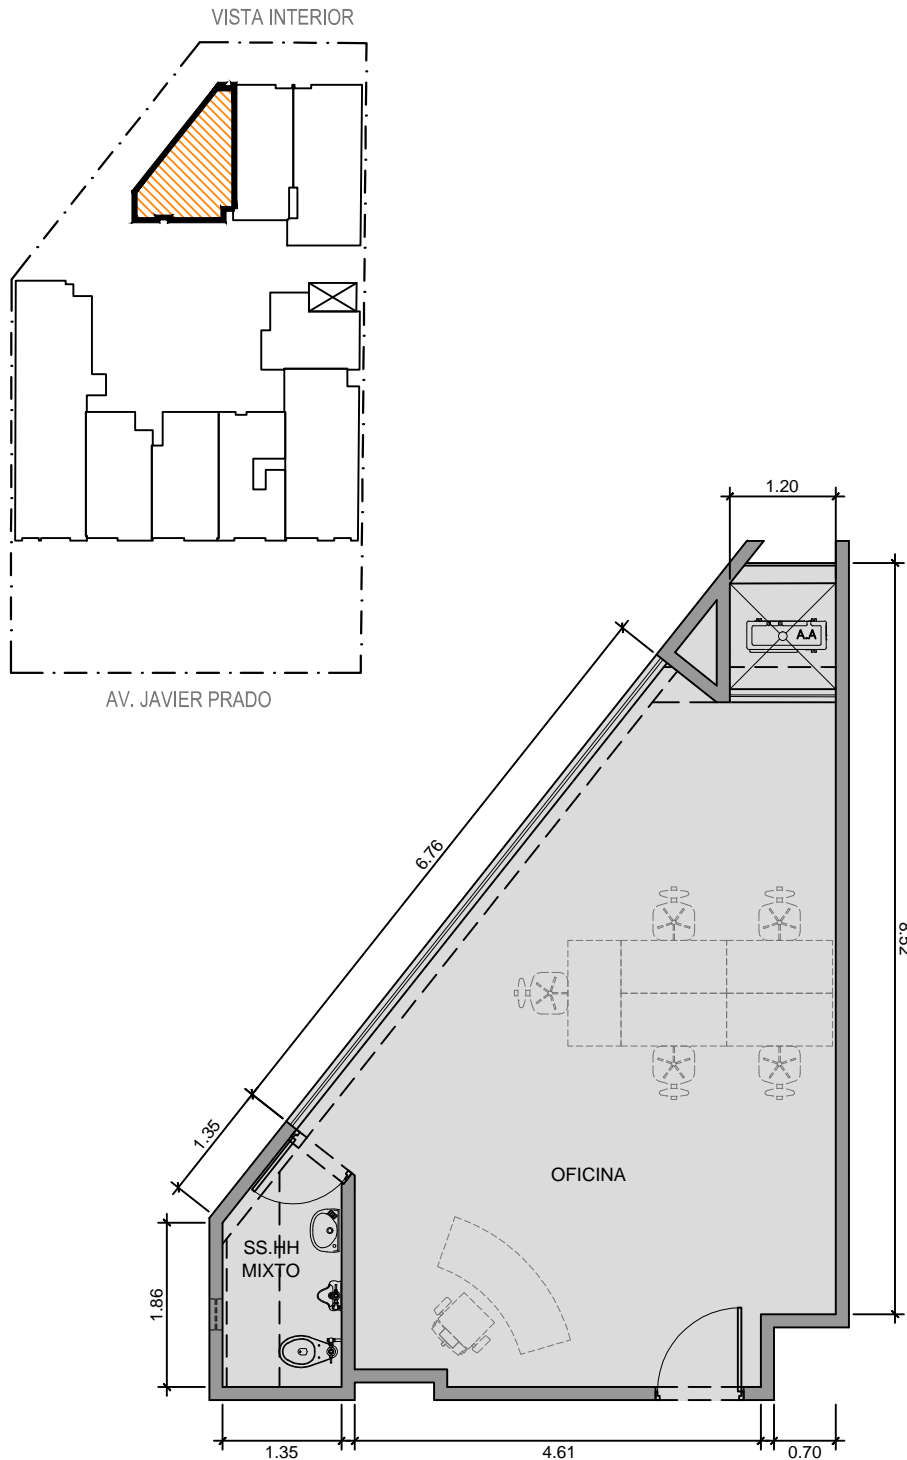 VISTA INTERIOR
AV. JAVIER PRADO
1.20
A.A
6.76
1.35
OFICINA
SS.HH
MIXTO
1.86
1.35
4.61
0.70